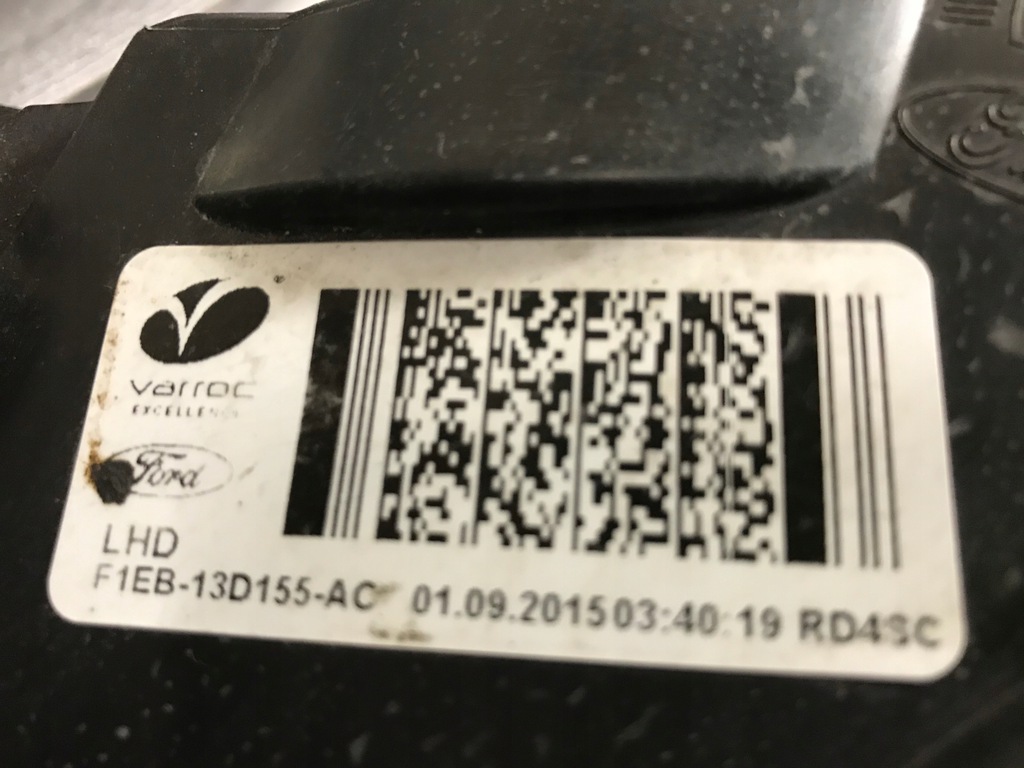 varroc
EXCELLENCE
Ford
LHD
F1EB-13D155-AC 01.09.2015 03:40:19 RD4SC